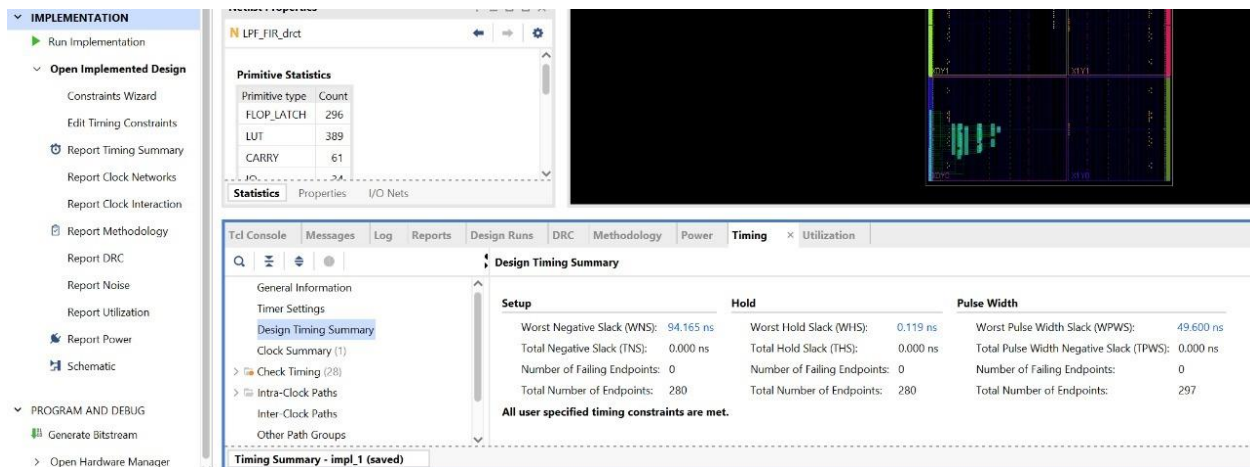 IMPLEMENTATION
Run Implementation
Open Implemented Design
Constraints Wizard
Edit Timing Constraints
Report Timing Summary
Report Clock Networks
Report Clock Interaction
Report Methodology
Report DRC
Report Noise
Report Utilization
Report Power
Schematic
PROGRAM AND DEBUG
Generate Bitstream
Open Hardware Manager
Netlist Properties
N LPF_FIR_drct
Primitive Statistics
Primitive type Count
FLOP_LATCH 296
LUT 389
CARRY 61
Statistics Properties I/O Nets
X0Y1 X1Y1
X0Y0 X1Y0
Tcl Console Messages Log Reports Design Runs DRC Methodology Power Timing × Utilization
General Information
Timer Settings
Design Timing Summary
Clock Summary (1)
Check Timing (28)
Intra-Clock Paths
Inter-Clock Paths
Other Path Groups
Design Timing Summary
Setup
Worst Negative Slack (WNS): 94.165 ns
Total Negative Slack (TNS): 0.000 ns
Number of Failing Endpoints: 0
Total Number of Endpoints: 280
Hold
Worst Hold Slack (WHS): 0.119 ns
Total Hold Slack (THS): 0.000 ns
Number of Failing Endpoints: 0
Total Number of Endpoints: 280
Pulse Width
Worst Pulse Width Slack (WPWS): 49.600 ns
Total Pulse Width Negative Slack (TPWS): 0.000 ns
Number of Failing Endpoints: 0
Total Number of Endpoints: 297
All user specified timing constraints are met.
Timing Summary - impl_1 (saved)